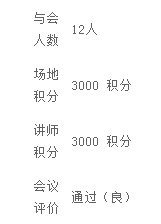 与会
人数
12人
场地
积分
3000 积分
讲师
积分
3000 积分
会议
评价
通过（良）